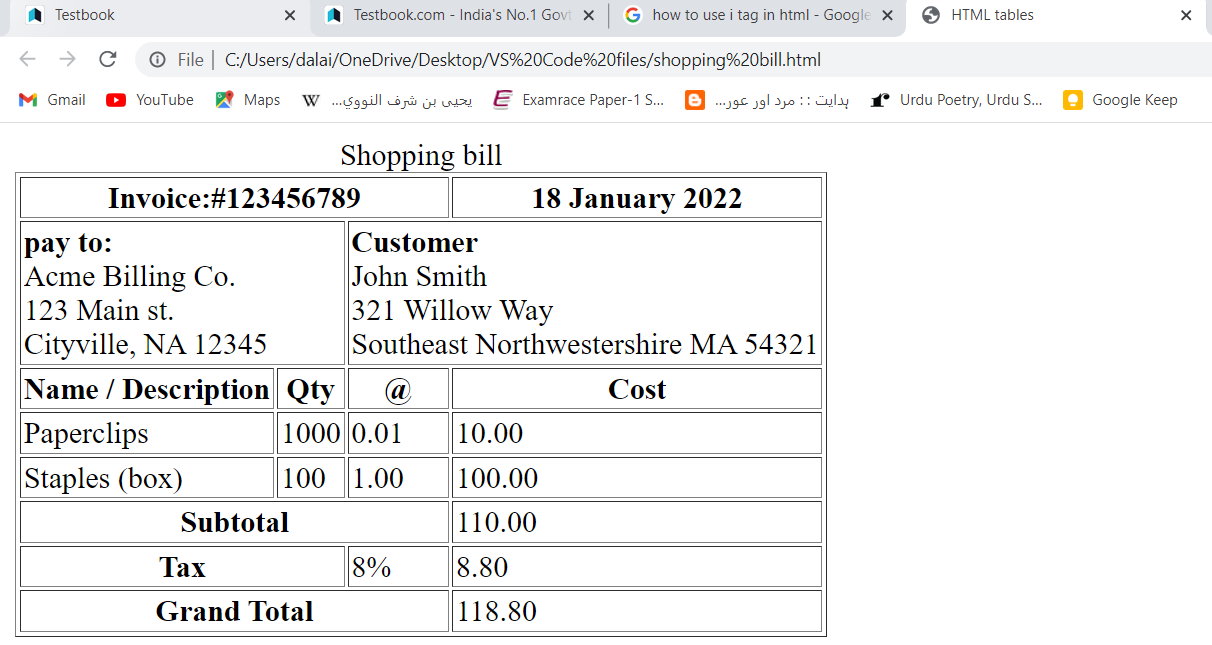 Testbook
Testbook.com - India's No.1 Govt
how to use i tag in html - Google
HTML tables
File | C:/Users/dalai/OneDrive/Desktop/VS%20Code%20files/shopping%20bill.html
Gmail YouTube Maps W یحیی بن شرف النووي... Examrace Paper-1 S... ہدایت : : مرد اور عور... Urdu Poetry, Urdu S... Google Keep
Shopping bill
Invoice:#123456789 18 January 2022
pay to:
Acme Billing Co.
123 Main st.
Cityville, NA 12345
Customer
John Smith
321 Willow Way
Southeast Northwestershire MA 54321
Name / Description Qty @ Cost
Paperclips 1000 0.01 10.00
Staples (box) 100 1.00 100.00
Subtotal 110.00
Tax 8% 8.80
Grand Total 118.80